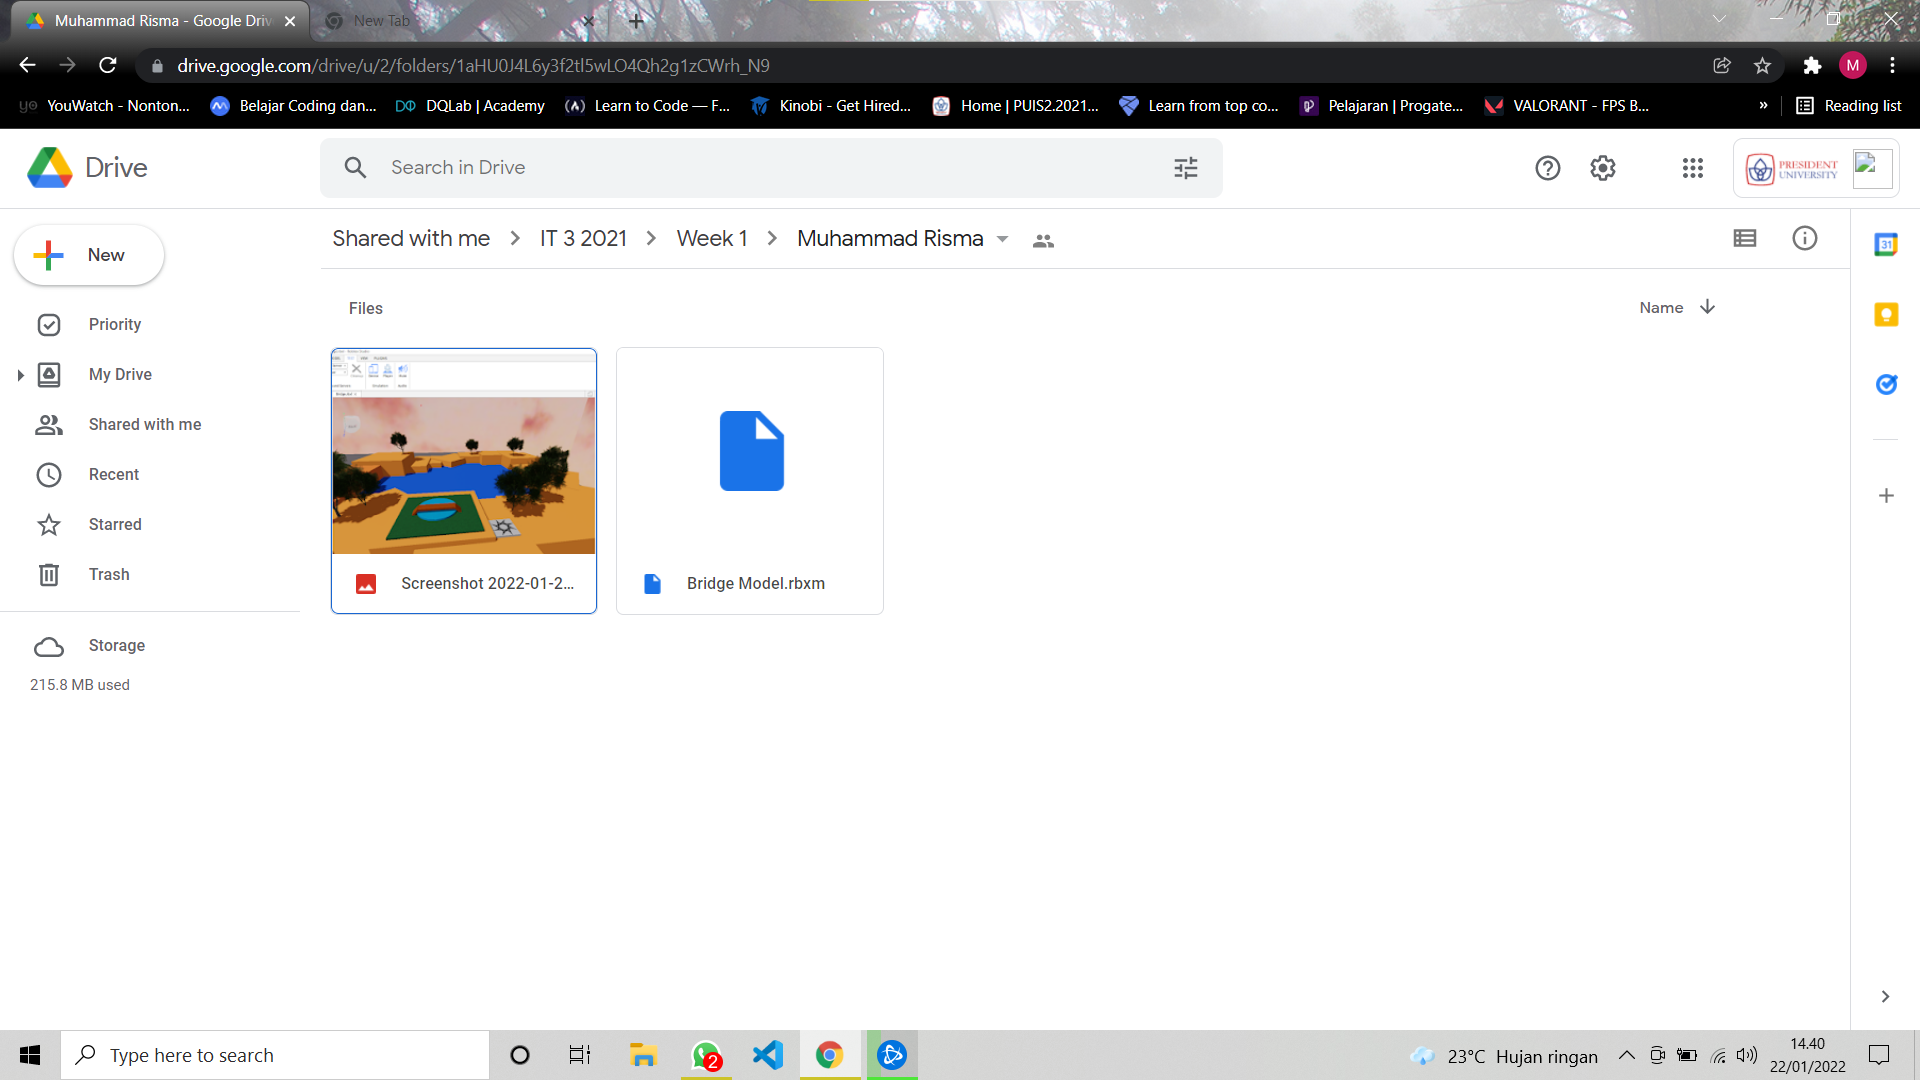 Muhammad Risma - Google Driv
New Tab
drive.google.com/drive/u/2/folders/1aHU0J4L6y3f2tl5wLO4Qh2g1zCWrh_N9
M
YouWatch - Nonton...
Belajar Coding dan...
DQLab | Academy
Learn to Code — F...
Kinobi - Get Hired...
Home | PUIS2.2021...
Learn from top co...
Pelajaran | Progate...
VALORANT - FPS B...
»
Reading list
Drive
Search in Drive
PRESIDENT
UNIVERSITY
New
Shared with me
IT 3 2021
Week 1
Muhammad Risma
31
Files
Name
Priority
My Drive
Shared with me
Recent
Starred
Trash
Storage
215.8 MB used
Screenshot 2022-01-2...
Bridge Model.rbxm
Type here to search
2
23°C Hujan ringan
14.40
22/01/2022